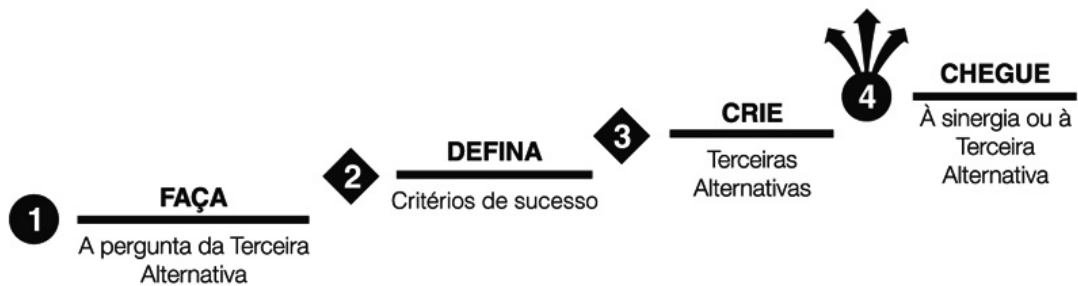 1
FAÇA
A pergunta da Terceira
Alternativa
2
DEFINA
Critérios de sucesso
3
CRIE
Terceiras
Alternativas
4
CHEGUE
À sinergia ou à
Terceira
Alternativa